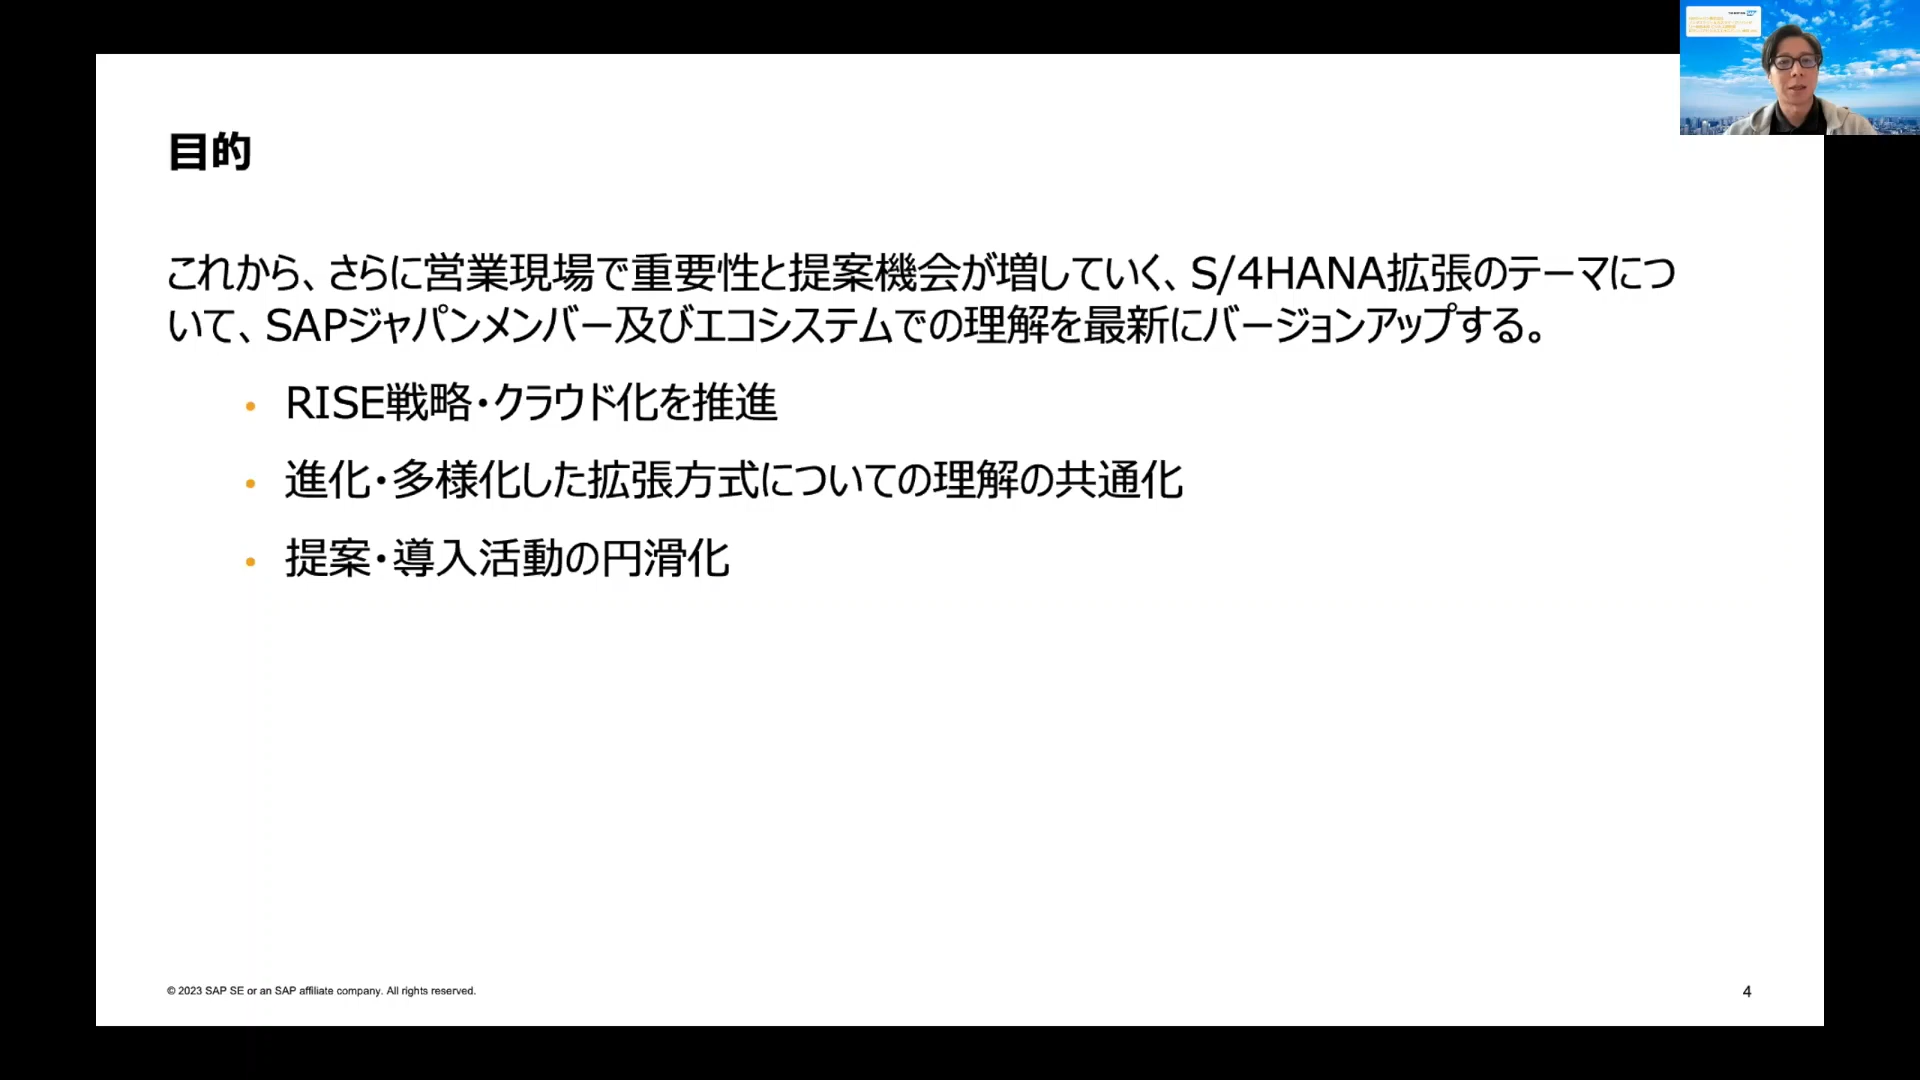 目的
これから、さらに営業現場で重要性と提案機会が増していく、S/4HANA拡張のテーマにつ
いて、SAPジャパンメンバー及びエコシステムでの理解を最新にバージョンアップする。
• RISE戦略・クラウド化を推進
• 進化・多様化した拡張方式についての理解の共通化
• 提案・導入活動の円滑化
© 2023 SAP SE or an SAP affiliate company. All rights reserved.
4